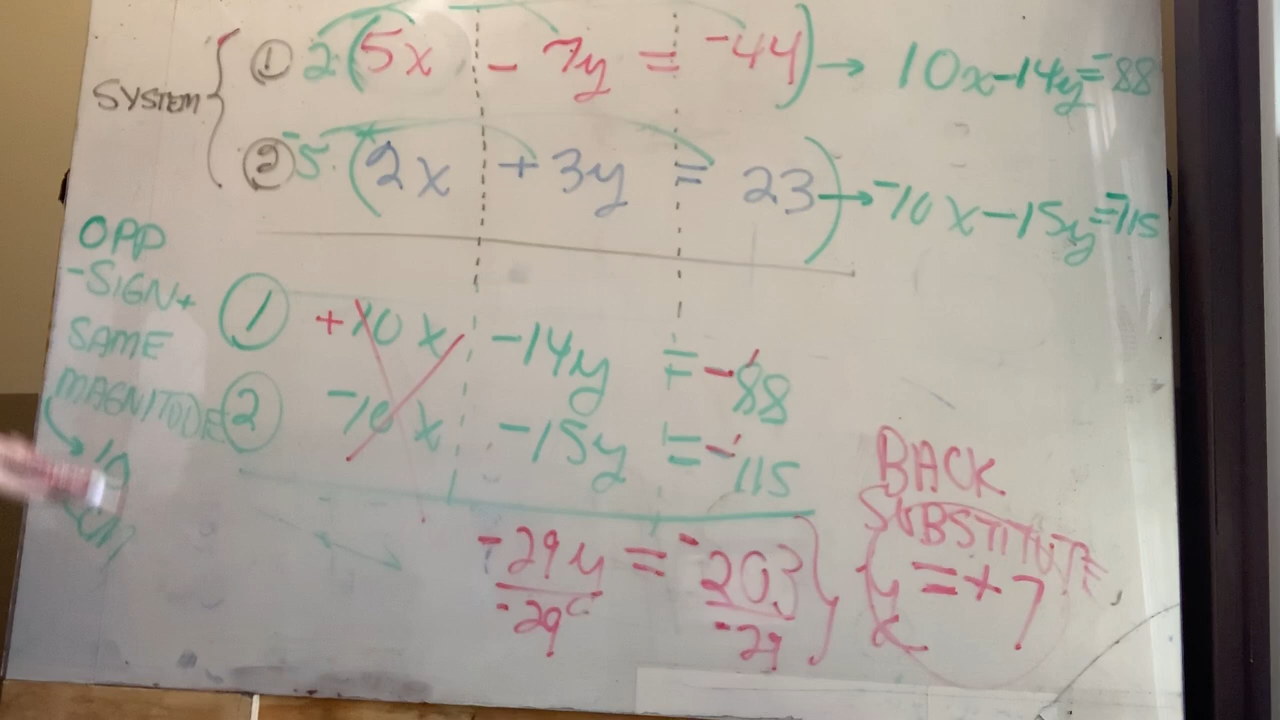 SYSTEM { ① 2(5x - 7y = -44) → 10x-14y=-88
② -5(2x + 3y = 23) → -10x-15y=-115
OPP
-SIGN+
SAME
MAGNITUDE
① +10x -14y = -88
② -10x -15y = -115
-29y = -203
-29 -29
BACK
SUBSTITUTE
y = +7